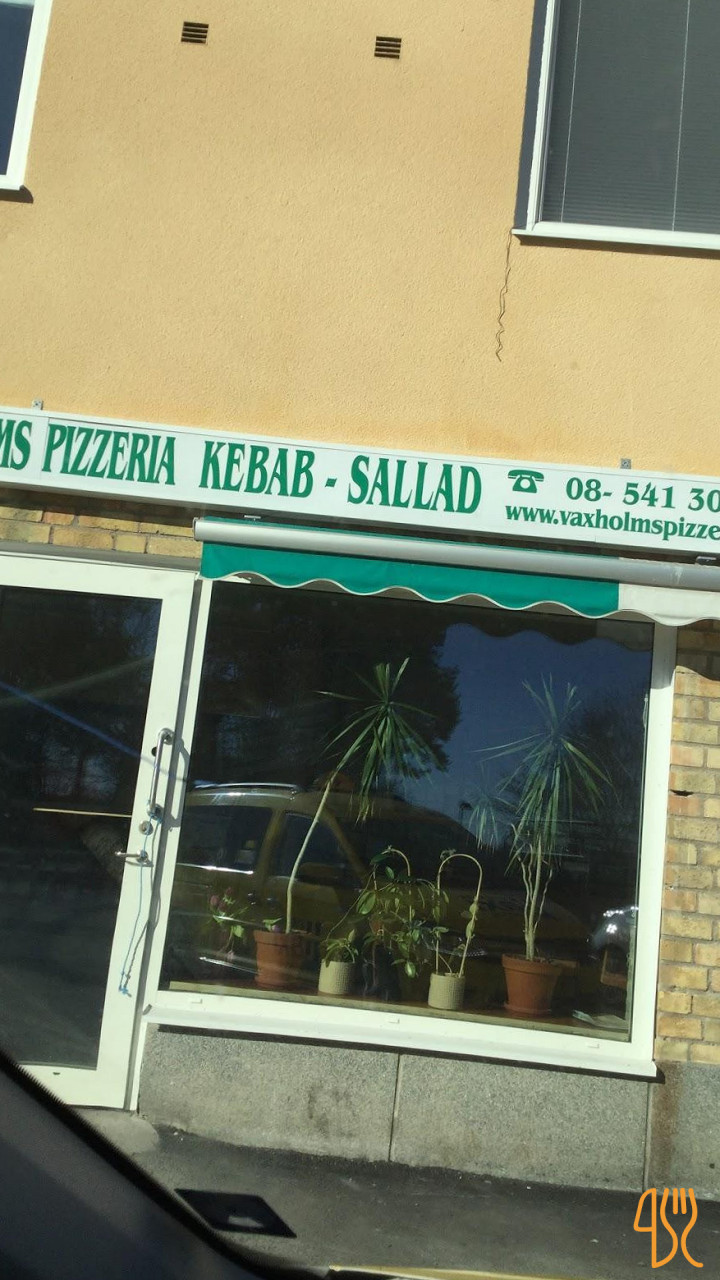 MS PIZZERIA KEBAB - SALLAD
08- 541 30
www.vaxholmspizze